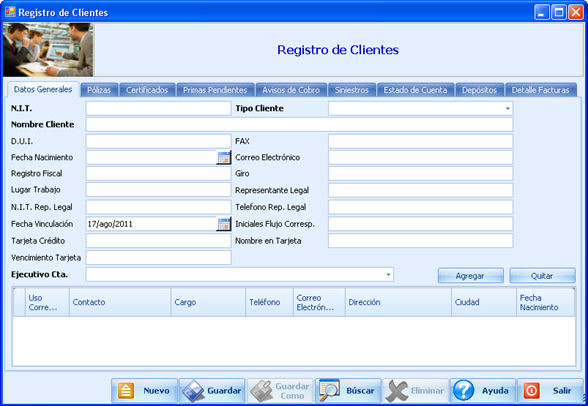 Registro de Clientes
Registro de Clientes
Datos Generales Pólizas Certificados Primas Pendientes Avisos de Cobro Siniestros Estado de Cuenta Depósitos Detalle Facturas
N.I.T. Tipo Cliente
Nombre Cliente
D.U.I. FAX
Fecha Nacimiento Correo Electrónico
Registro Fiscal Giro
Lugar Trabajo Representante Legal
N.I.T. Rep. Legal Telefono Rep. Legal
Fecha Vinculación 17/ago/2011 Iniciales Flujo Corresp.
Tarjeta Crédito Nombre en Tarjeta
Vencimiento Tarjeta
Ejecutivo Cta. Agregar Quitar
Uso Corre... Contacto Cargo Teléfono Correo Electrón... Dirección Ciudad Fecha Nacimiento
Nuevo Guardar Guardar Como Búscar Eliminar Ayuda Salir